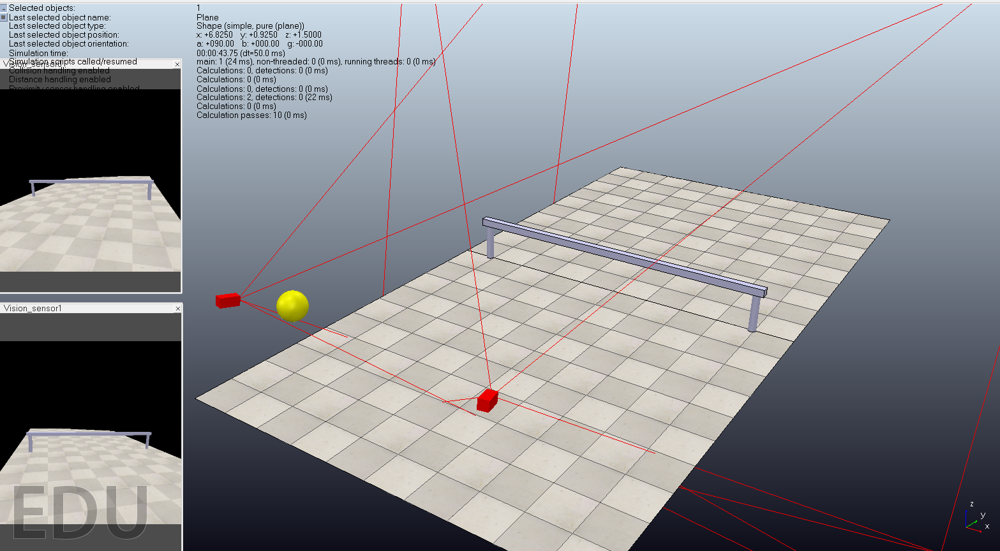 Selected objects: 1
Last selected object name: Plane
Last selected object type: Shape (simple, pure (plane))
Last selected object position: x: +6.8250 y: +0.9250 z: +1.5000
Last selected object orientation: a: +090.00 b: +000.00 g: -000.00
Simulation time: 00:00:43.75 (dt=50.0 ms)
Simulation scripts called/resumed main: 1 (24 ms), non-threaded: 0 (0 ms), running threads: 0 (0 ms)
Vision_sensor0
Collision handling enabled Calculations: 0, detections: 0 (0 ms)
Distance handling enabled Calculations: 0 (0 ms)
Proximity sensor handling enabled Calculations: 0, detections: 0 (0 ms)
Calculations: 2, detections: 0 (22 ms)
Calculations: 0 (0 ms)
Calculation passes: 10 (0 ms)
Vision_sensor1
EDU
z
y
x